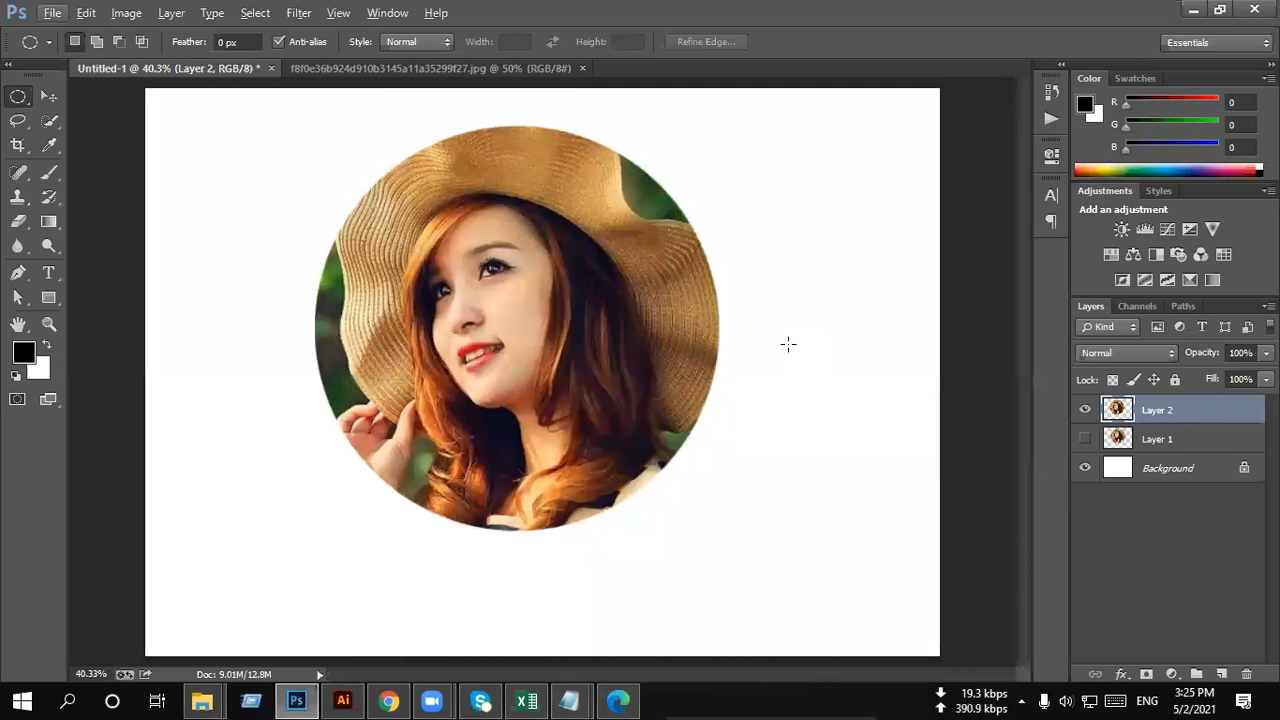 Ps File Edit Image Layer Type Select Filter 3D View Window Help
Feather: 0 px Anti-alias Style: Normal Width: Height: Refine Edge... Essentials
Untitled-1 @ 40.3% (Layer 2, RGB/8) * × f8f0e36b924d910b3145a11a35299f27.jpg @ 50% (RGB/8#) ×
Color Swatches
R 0
G 0
B 0
Adjustments Styles
Add an adjustment
Layers Channels Paths
Kind
Normal Opacity: 100%
Lock: Fill: 100%
Layer 2
Layer 1
Background
40.33% Doc: 9.01M/12.8M
Ps Ai 19.3 kbps 390.9 kbps ENG 3:25 PM 5/2/2021